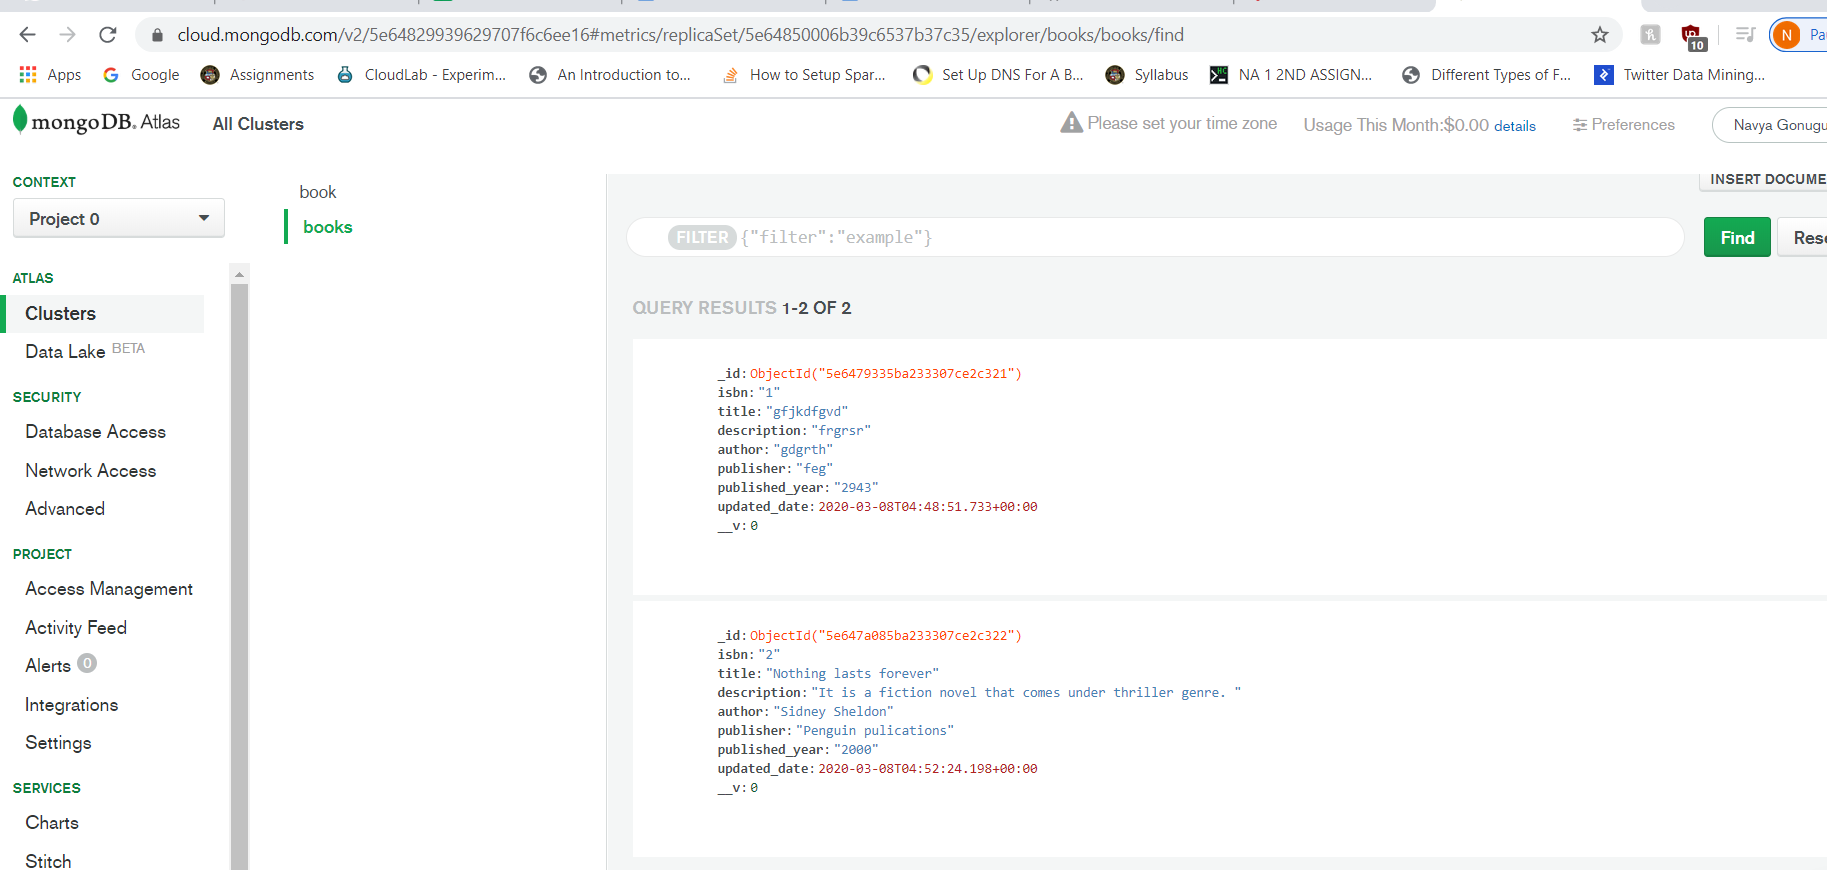 cloud.mongodb.com/v2/5e64829939629707f6c6ee16#metrics/replicaSet/5e64850006b39c6537b37c35/explorer/books/books/find
10
N
Apps
Google
Assignments
CloudLab - Experim...
An Introduction to...
How to Setup Spar...
Set Up DNS For A B...
Syllabus
NA 1 2ND ASSIGN...
Different Types of F...
Twitter Data Mining...
mongoDB. Atlas
All Clusters
Please set your time zone
Usage This Month:$0.00 details
Preferences
Navya Gonugu
CONTEXT
Project 0
ATLAS
Clusters
Data Lake BETA
SECURITY
Database Access
Network Access
Advanced
PROJECT
Access Management
Activity Feed
Alerts 0
Integrations
Settings
SERVICES
Charts
Stitch
book
books
INSERT DOCUME
FILTER {"filter":"example"}
Find
Rese
QUERY RESULTS 1-2 OF 2
_id: ObjectId("5e6479335ba233307ce2c321")
isbn: "1"
title: "gfjkdfgvd"
description: "frgrsr"
author: "gdgrth"
publisher: "feg"
published_year: "2943"
updated_date: 2020-03-08T04:48:51.733+00:00
__v: 0
_id: ObjectId("5e647a085ba233307ce2c322")
isbn: "2"
title: "Nothing lasts forever"
description: "It is a fiction novel that comes under thriller genre. "
author: "Sidney Sheldon"
publisher: "Penguin pulications"
published_year: "2000"
updated_date: 2020-03-08T04:52:24.198+00:00
__v: 0